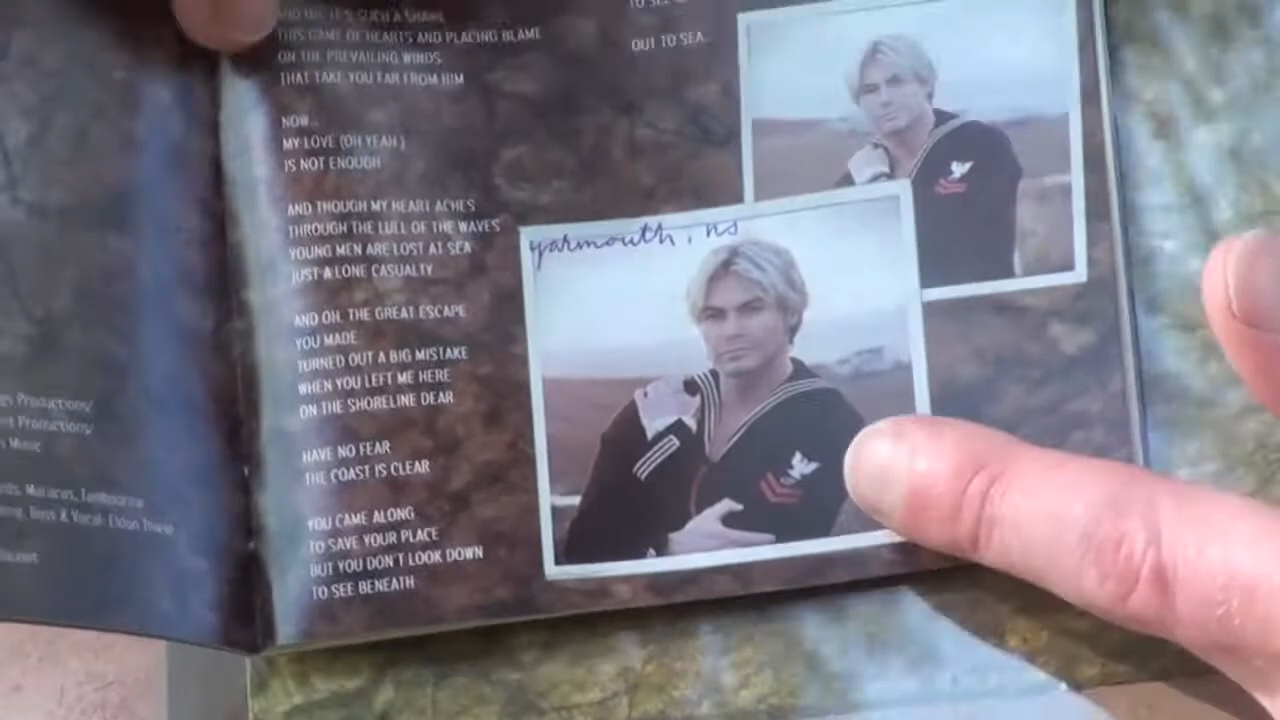 AND OH, IT'S SUCH A SHAME
THIS GAME OF HEARTS AND PLACING BLAME
ON THE PREVAILING WINDS
THAT TAKE YOU FAR FROM HIM
NOW...
MY LOVE (OH YEAH)
IS NOT ENOUGH
AND THOUGH MY HEART ACHES
THROUGH THE LULL OF THE WAVES
YOUNG MEN ARE LOST AT SEA
JUST A LONE CASUALTY
AND OH, THE GREAT ESCAPE
YOU MADE
TURNED OUT A BIG MISTAKE
WHEN YOU LEFT ME HERE
ON THE SHORELINE DEAR
HAVE NO FEAR
THE COAST IS CLEAR
YOU CAME ALONG
TO SAVE YOUR PLACE
BUT YOU DON'T LOOK DOWN
TO SEE BENEATH
TO SEE
OUT TO SEA...
yarmouth, ns
Productions/
Productions/
Music
Maracas, Tambourine
Bass & Vocal: Eldon